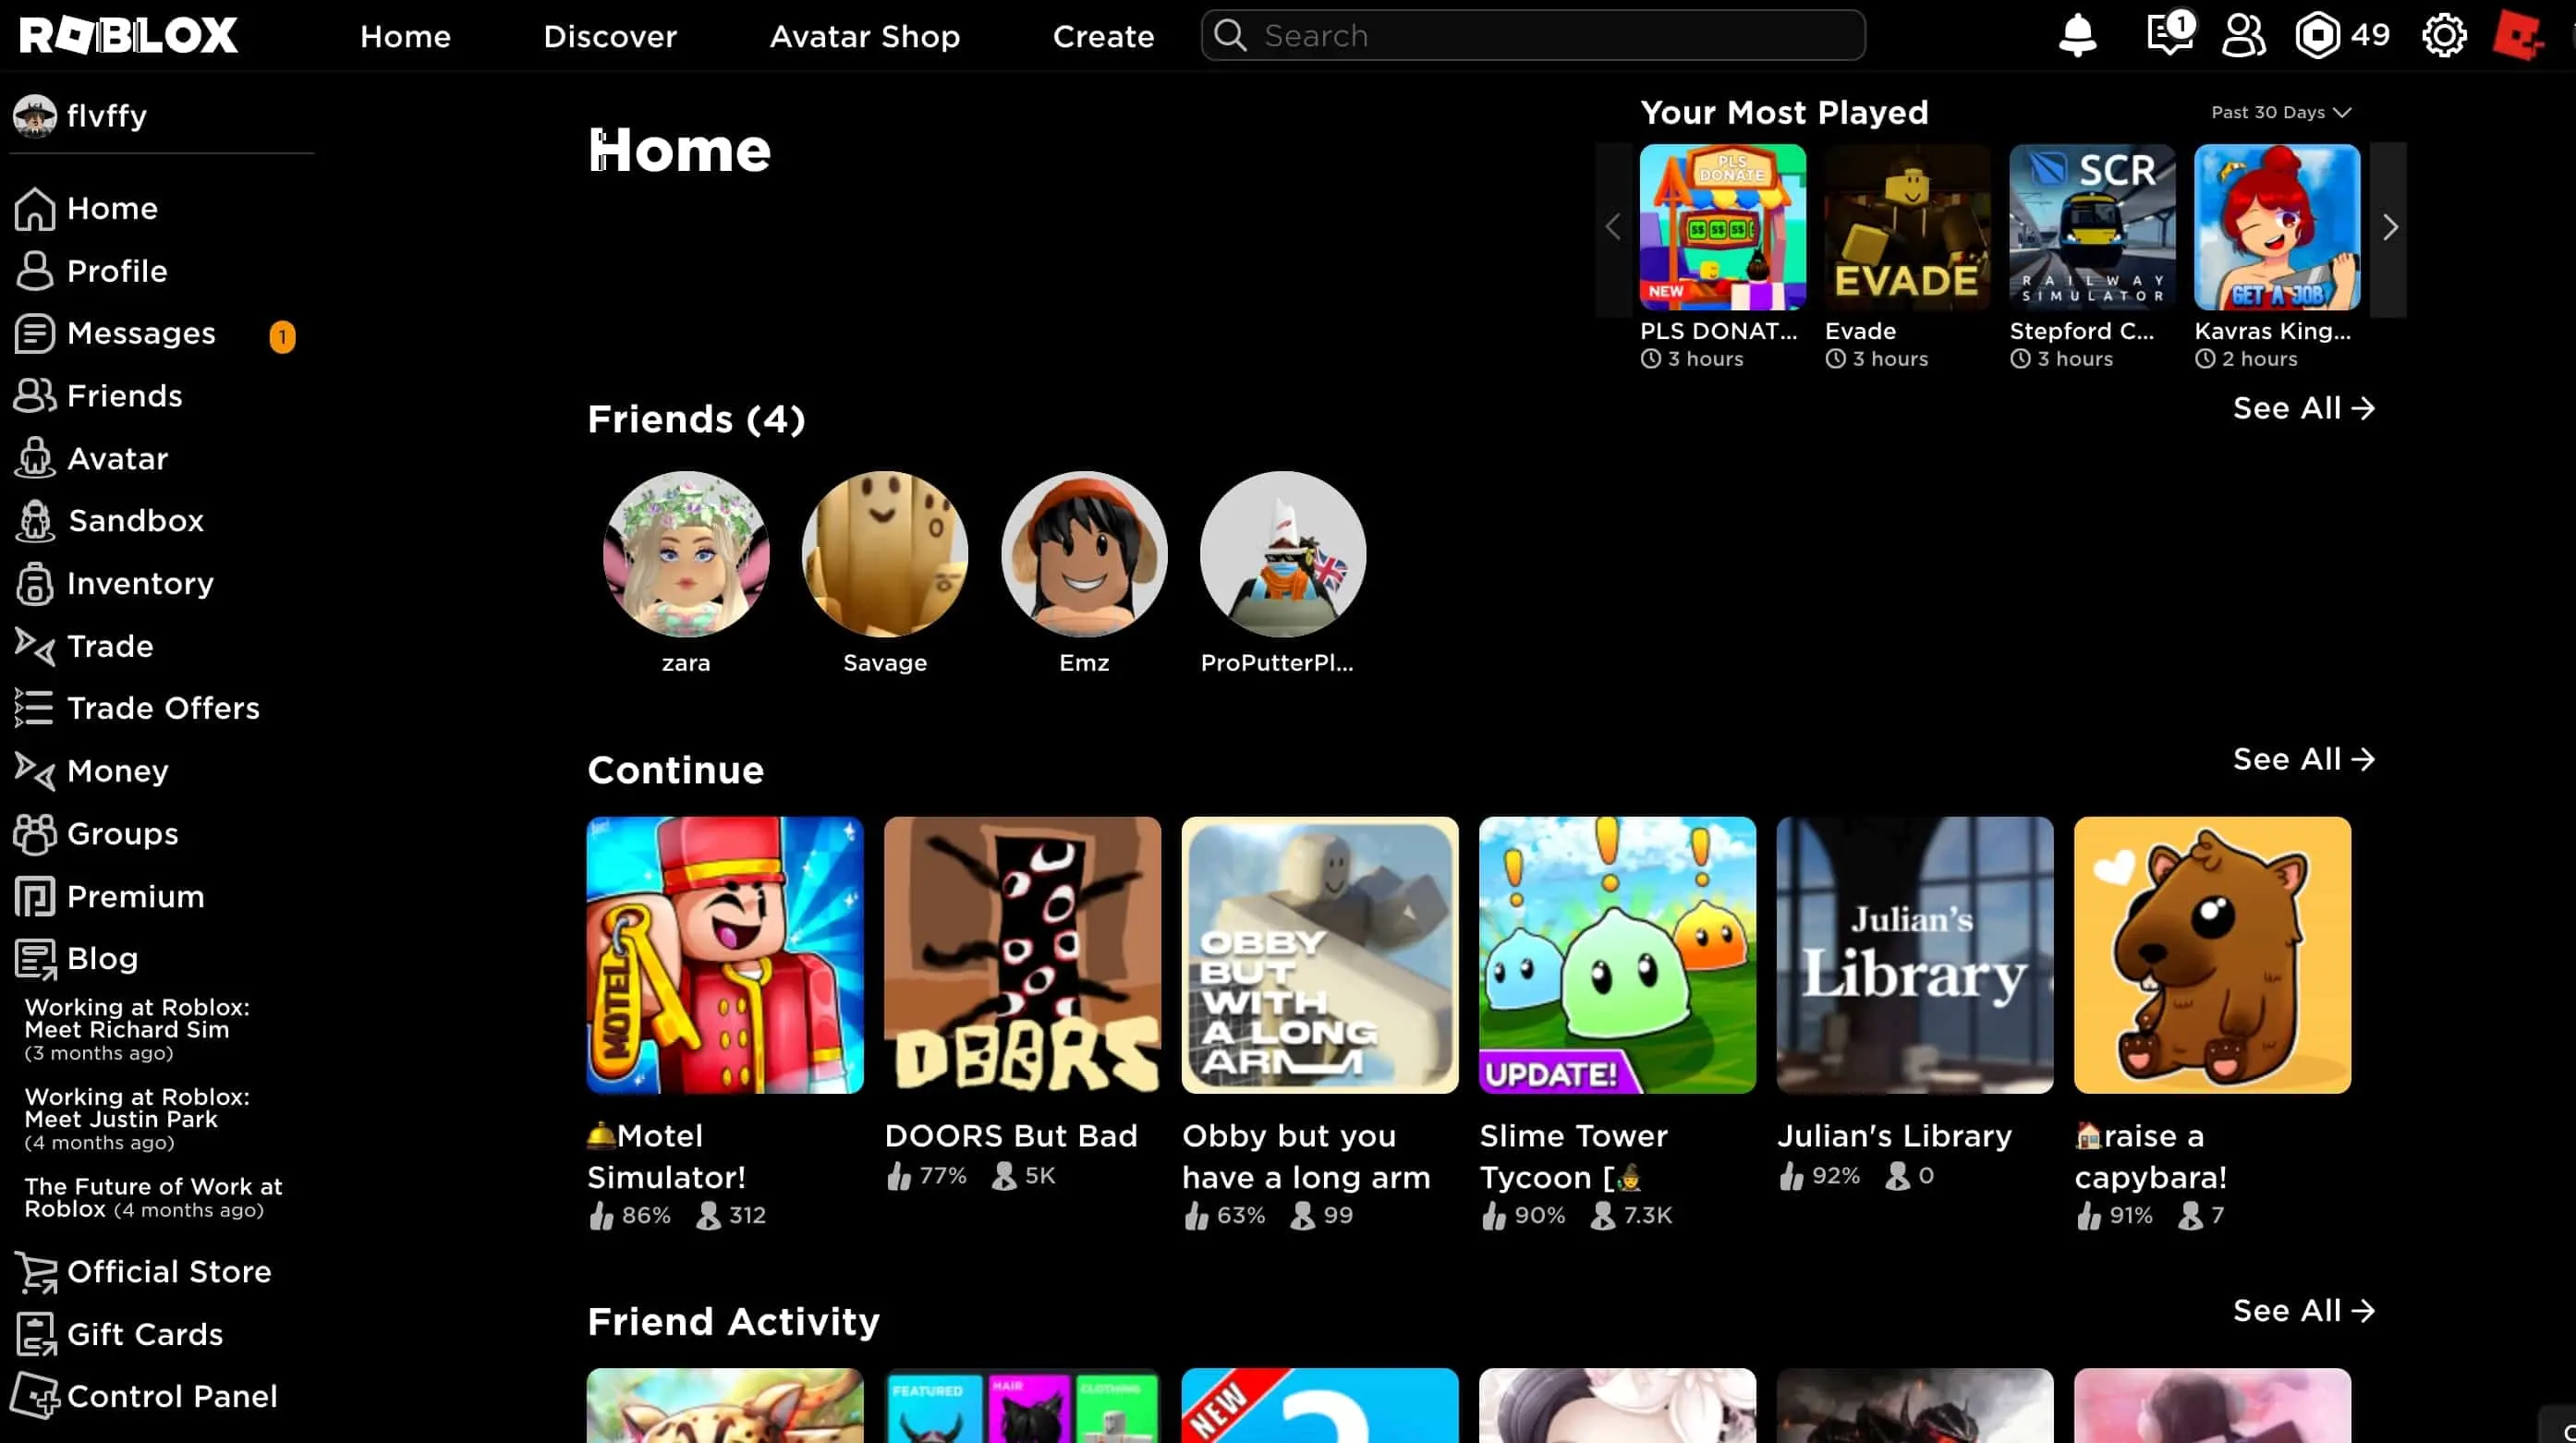 ROBLOX
Home
Discover
Avatar Shop
Create
Search
1
49
flvffy
Home
Profile
Messages
1
Friends
Avatar
Sandbox
Inventory
Trade
Trade Offers
Money
Groups
Premium
Blog
Working at Roblox:
Meet Richard Sim
(3 months ago)
Working at Roblox:
Meet Justin Park
(4 months ago)
The Future of Work at
Roblox (4 months ago)
Official Store
Gift Cards
Control Panel
Home
Your Most Played
Past 30 Days
PLS
DONATE
$$ $$ $$
NEW
EVADE
SCR
RAILWAY
SIMULATOR
GET A JOB
PLS DONAT...
3 hours
Evade
3 hours
Stepford C...
3 hours
Kavras King...
2 hours
Friends (4)
See All
zara
Savage
Emz
ProPutterPl...
Continue
See All
MOTEL
DOORS
OBBY
BUT
WITH
A LONG
ARM
UPDATE!
Julian's
Library
Motel
Simulator!
86% 312
DOORS But Bad
77% 5K
Obby but you
have a long arm
63% 99
Slime Tower
Tycoon [
90% 7.3K
Julian's Library
92% 0
raise a
capybara!
91% 7
Friend Activity
See All
FEATURED
HAIR
CLOTHING
NEW
?